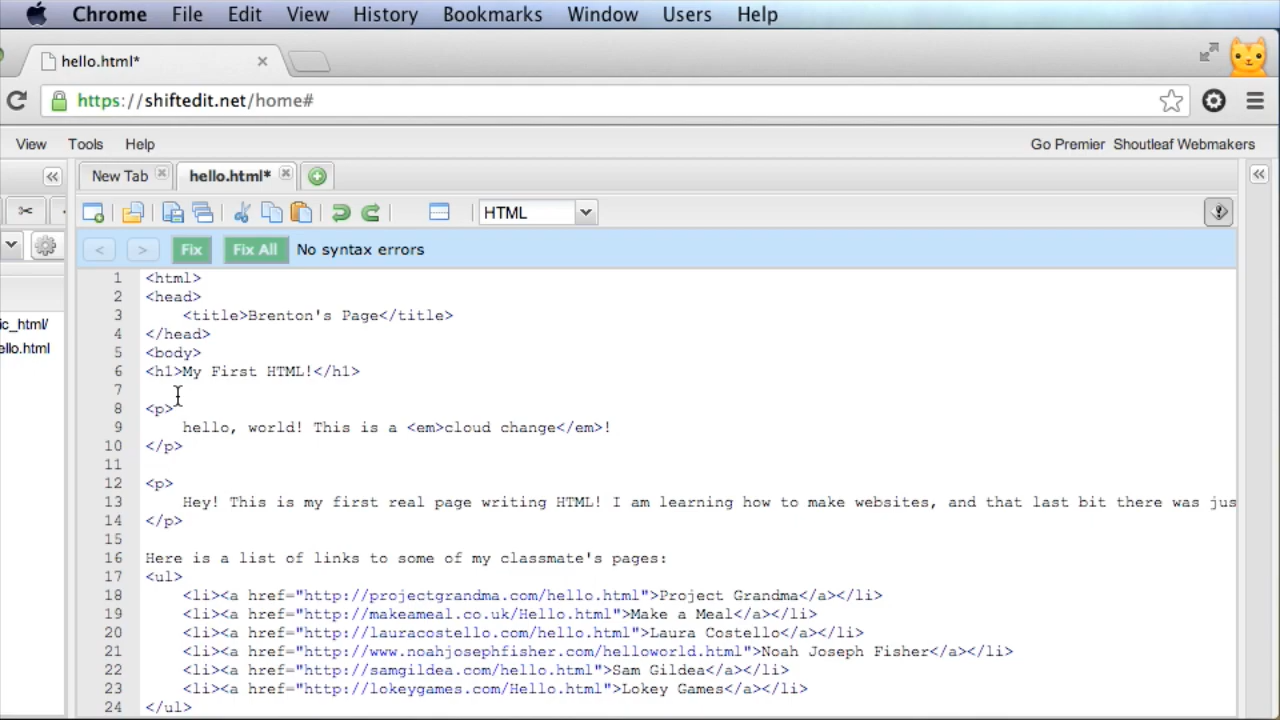 Chrome File Edit View History Bookmarks Window Users Help
hello.html*
https://shiftedit.net/home#
View Tools Help Go Premier Shoutleaf Webmakers
New Tab hello.html*
HTML
< > Fix Fix All No syntax errors
ic_html/
ello.html
1 <html>
2 <head>
3 <title>Brenton's Page</title>
4 </head>
5 <body>
6 <h1>My First HTML!</h1>
7
8 <p>
9 hello, world! This is a <em>cloud change</em>!
10 </p>
11
12 <p>
13 Hey! This is my first real page writing HTML! I am learning how to make websites, and that last bit there was jus
14 </p>
15
16 Here is a list of links to some of my classmate's pages:
17 <ul>
18 <li><a href="http://projectgrandma.com/hello.html">Project Grandma</a></li>
19 <li><a href="http://makeameal.co.uk/Hello.html">Make a Meal</a></li>
20 <li><a href="http://lauracostello.com/hello.html">Laura Costello</a></li>
21 <li><a href="http://www.noahjosephfisher.com/helloworld.html">Noah Joseph Fisher</a></li>
22 <li><a href="http://samgildea.com/hello.html">Sam Gildea</a></li>
23 <li><a href="http://lokeygames.com/Hello.html">Lokey Games</a></li>
24 </ul>